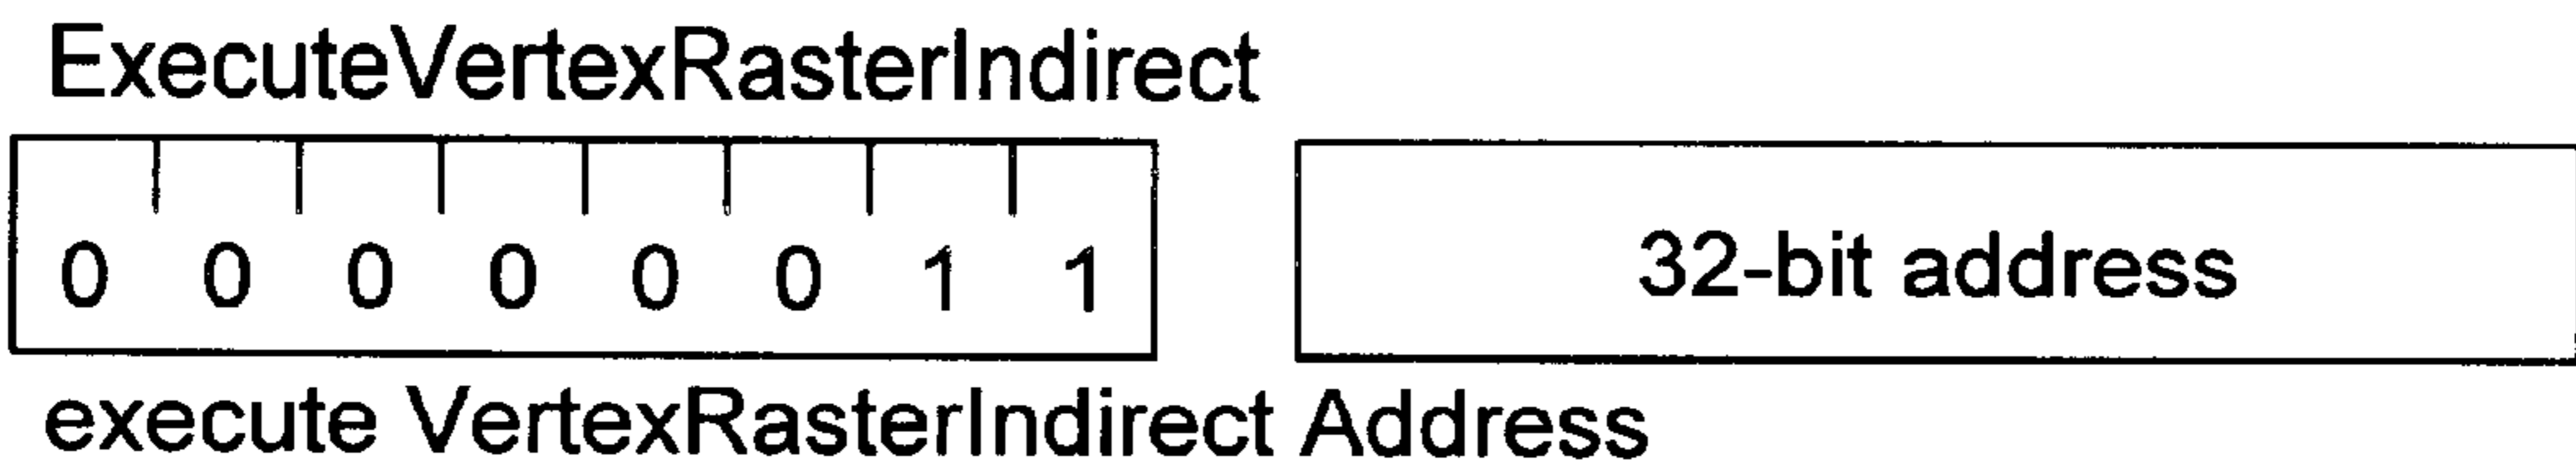 ExecuteVertexRasterIndirect
0 0 0 0 0 0 1 1 32-bit address
execute VertexRasterIndirect Address